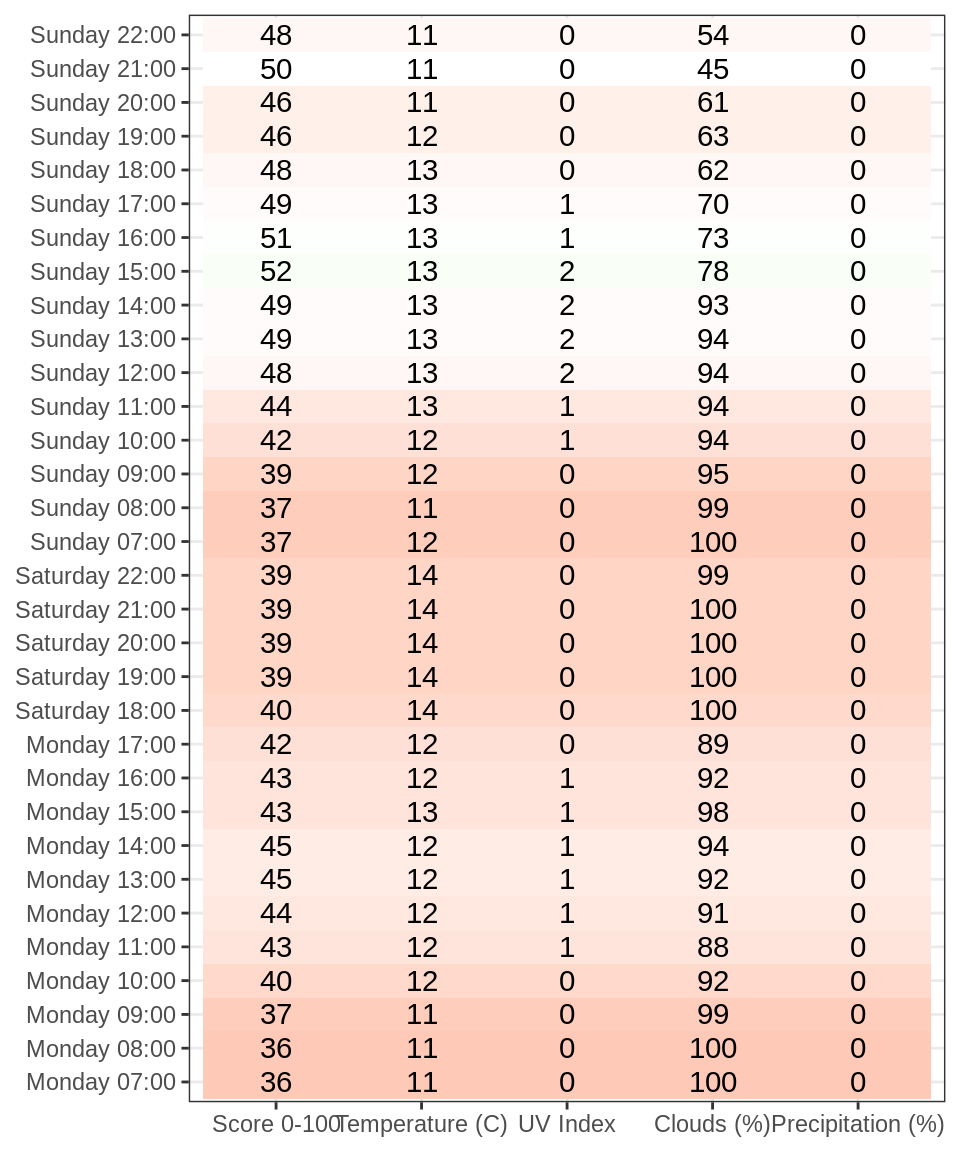 Sunday 22:00 48 11 0 54 0
Sunday 21:00 50 11 0 45 0
Sunday 20:00 46 11 0 61 0
Sunday 19:00 46 12 0 63 0
Sunday 18:00 48 13 0 62 0
Sunday 17:00 49 13 1 70 0
Sunday 16:00 51 13 1 73 0
Sunday 15:00 52 13 2 78 0
Sunday 14:00 49 13 2 93 0
Sunday 13:00 49 13 2 94 0
Sunday 12:00 48 13 2 94 0
Sunday 11:00 44 13 1 94 0
Sunday 10:00 42 12 1 94 0
Sunday 09:00 39 12 0 95 0
Sunday 08:00 37 11 0 99 0
Sunday 07:00 37 12 0 100 0
Saturday 22:00 39 14 0 99 0
Saturday 21:00 39 14 0 100 0
Saturday 20:00 39 14 0 100 0
Saturday 19:00 39 14 0 100 0
Saturday 18:00 40 14 0 100 0
Monday 17:00 42 12 0 89 0
Monday 16:00 43 12 1 92 0
Monday 15:00 43 13 1 98 0
Monday 14:00 45 12 1 94 0
Monday 13:00 45 12 1 92 0
Monday 12:00 44 12 1 91 0
Monday 11:00 43 12 1 88 0
Monday 10:00 40 12 0 92 0
Monday 09:00 37 11 0 99 0
Monday 08:00 36 11 0 100 0
Monday 07:00 36 11 0 100 0
Score 0-100 Temperature (C) UV Index Clouds (%) Precipitation (%)